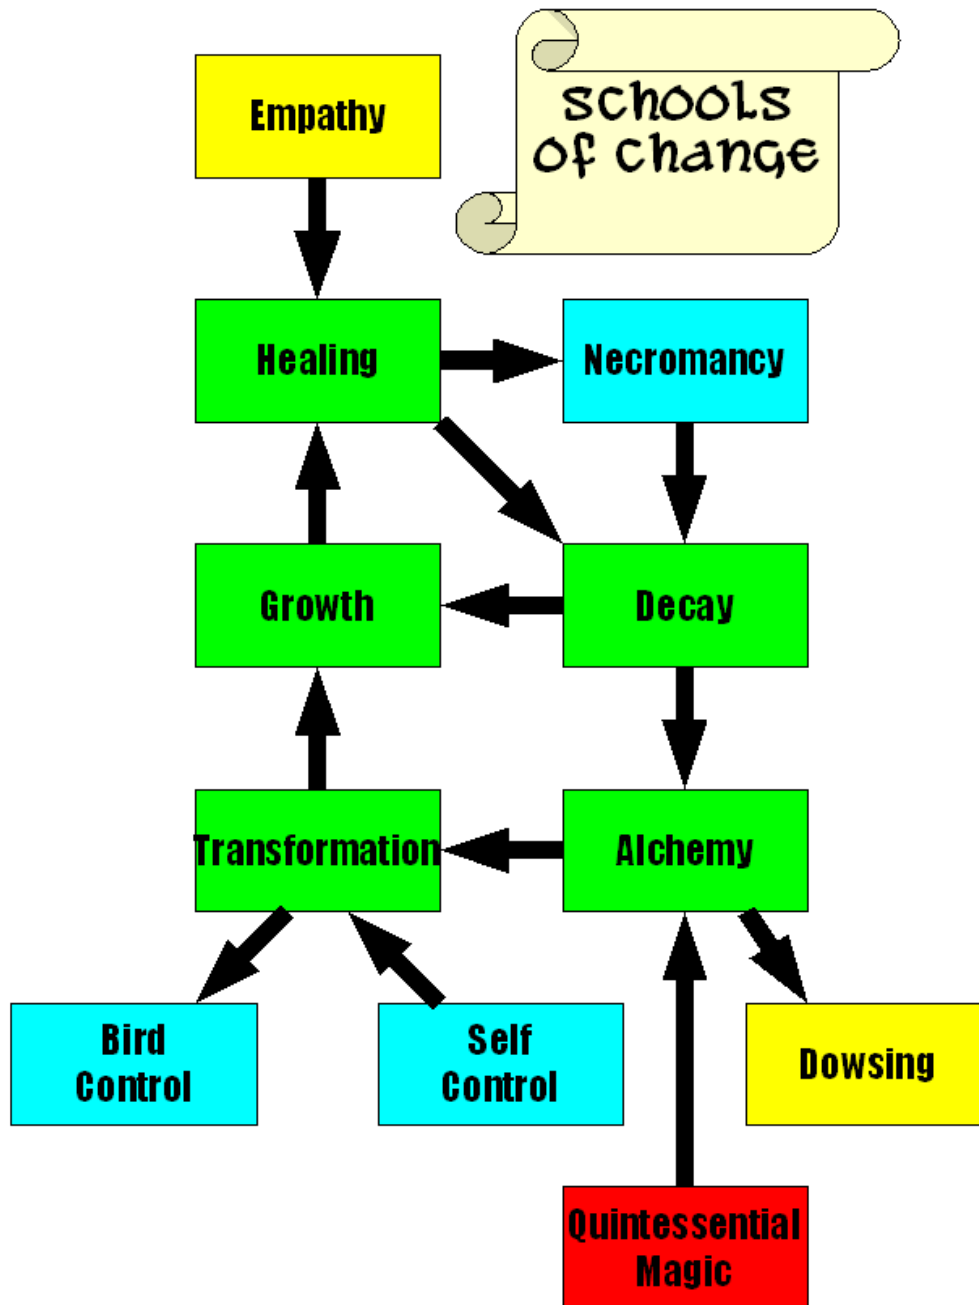 Empathy
schools
of change
Healing
Necromancy
Growth
Decay
Transformation
Alchemy
Bird
Control
Self
Control
Dowsing
Quintessential
Magic